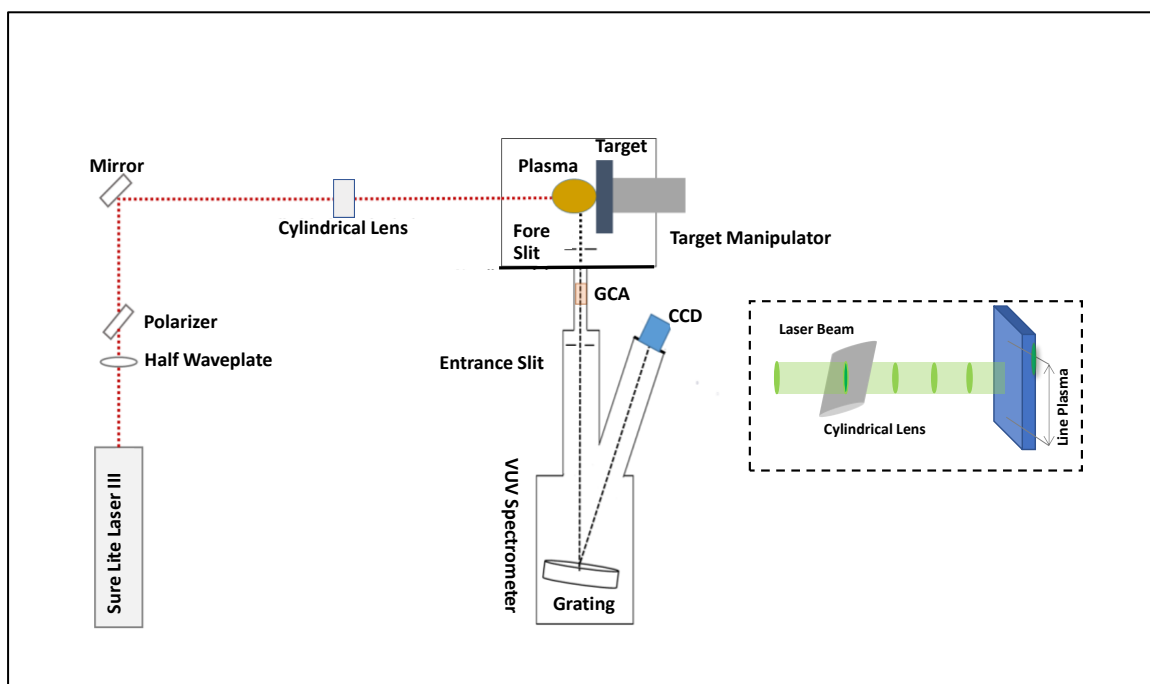 Mirror
Plasma
Target
Cylindrical Lens
Fore
Slit
Target Manipulator
GCA
CCD
Polarizer
Half Waveplate
Entrance Slit
Sure Lite Laser III
VUV Spectrometer
Grating
Laser Beam
Cylindrical Lens
Line Plasma